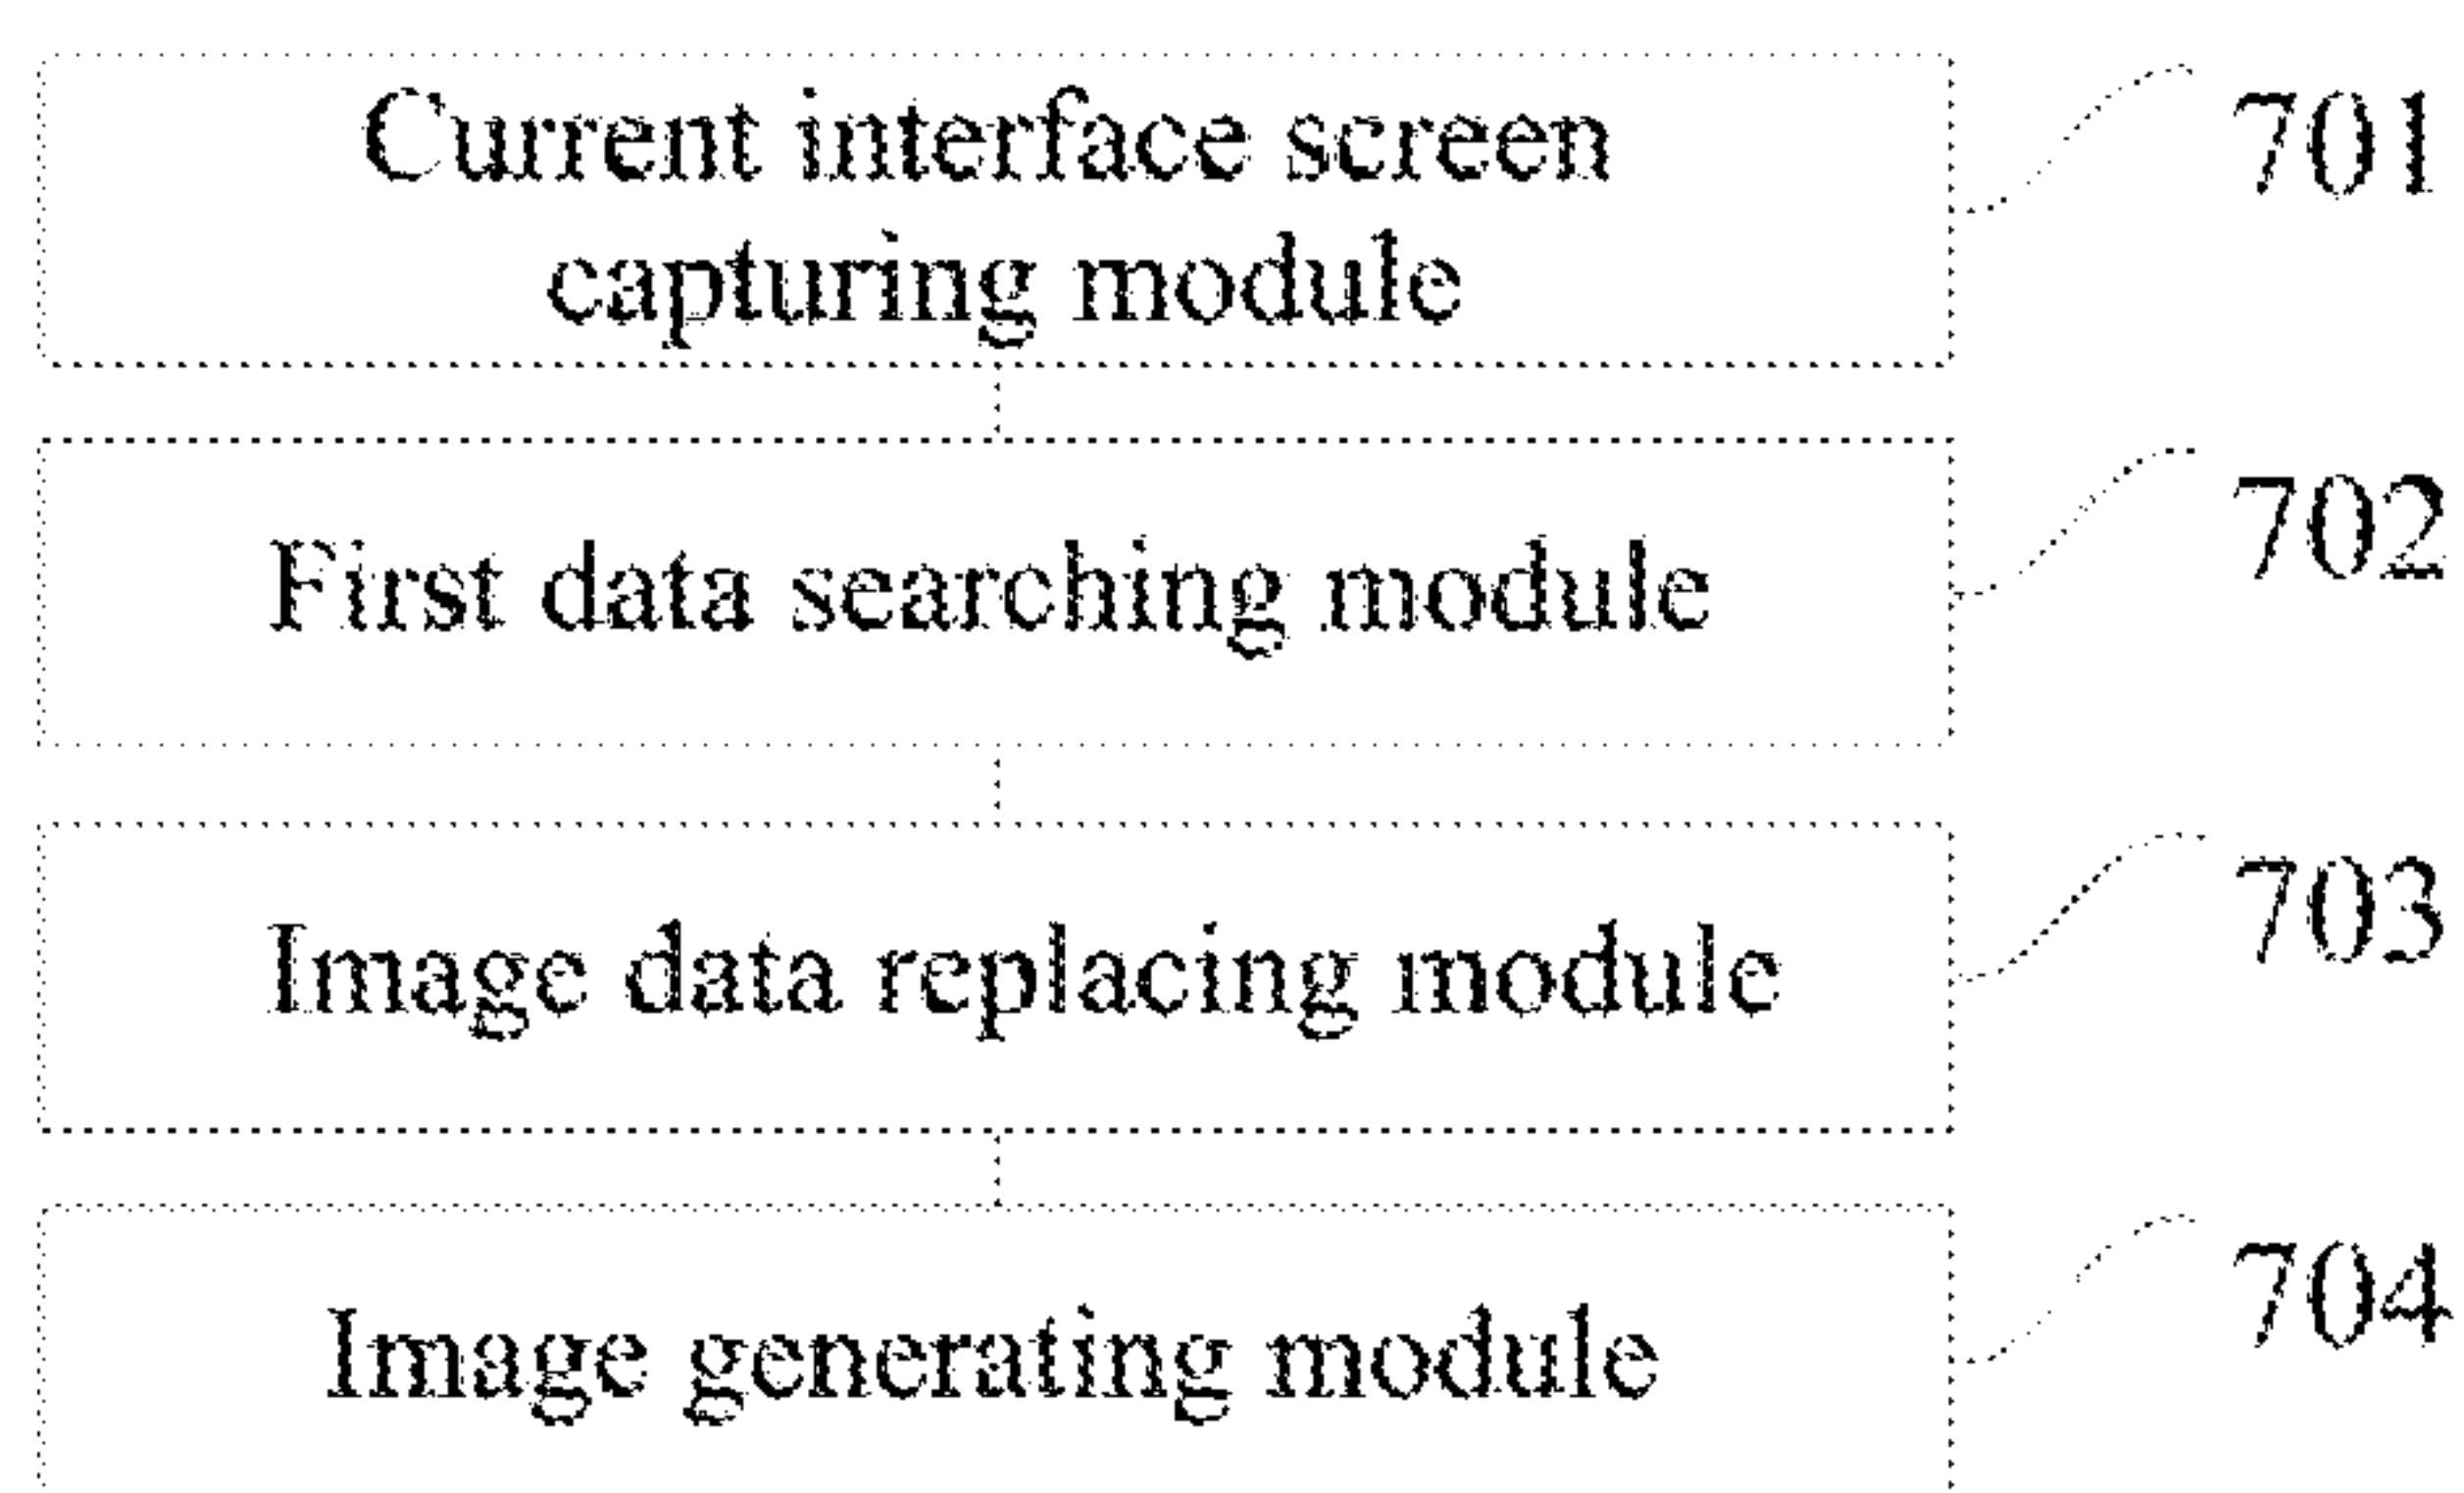 Current interface screen
capturing module
701
First data searching module
702
Image data replacing module
703
Image generating module
704